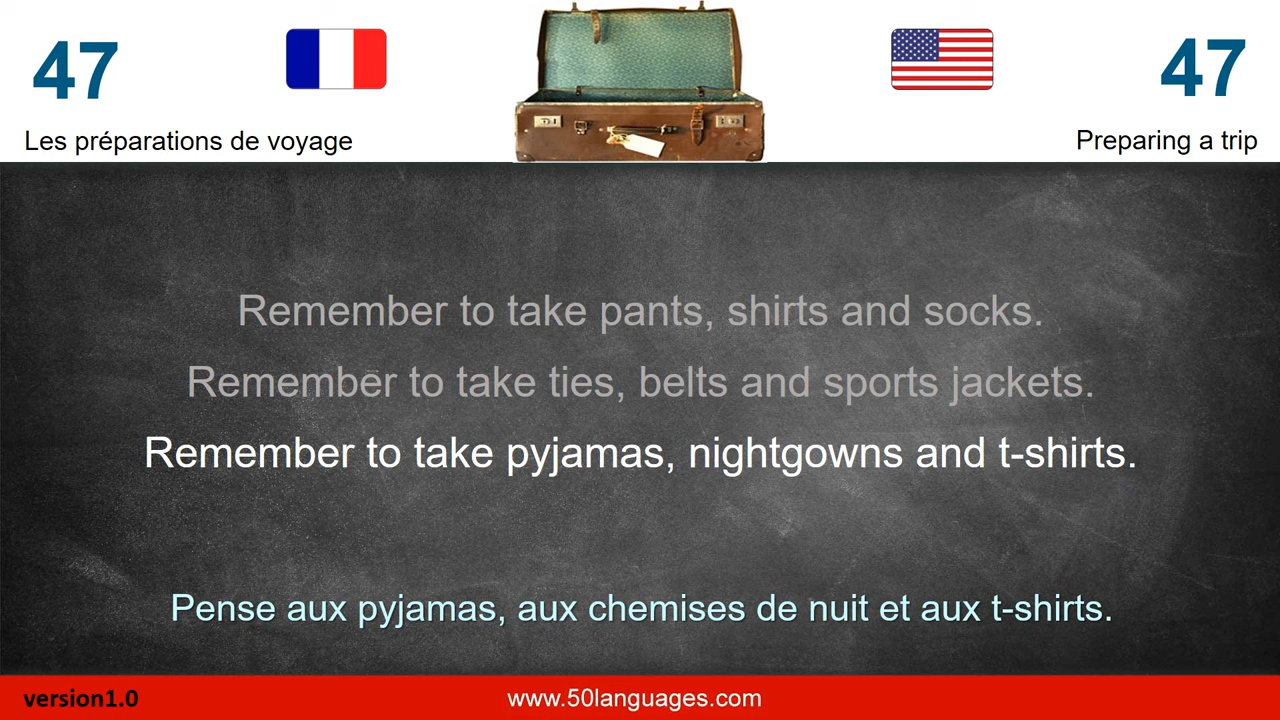 47
47
Les préparations de voyage
Preparing a trip
Remember to take pants, shirts and socks.
Remember to take ties, belts and sports jackets.
Remember to take pyjamas, nightgowns and t-shirts.
Pense aux pyjamas, aux chemises de nuit et aux t-shirts.
version1.0
www.50languages.com